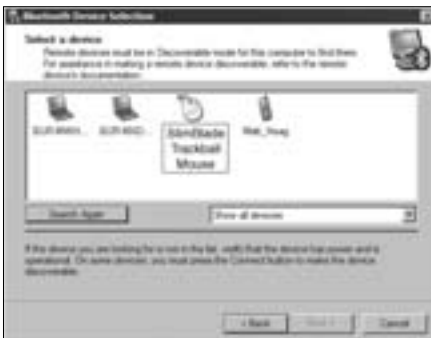 Bluetooth Device Selection
Select a device
Remote devices must be in Discoverable mode for this computer to find them.
For assistance in making a remote device discoverable, refer to the remote
device's documentation.
SlimBlade
Trackball
Mouse
Search Again
Show all devices
If the device you are looking for is not in the list, verify that the device has power and is
operational. On some devices, you must press the Connect button to make the device
discoverable.
< Back
Next >
Cancel